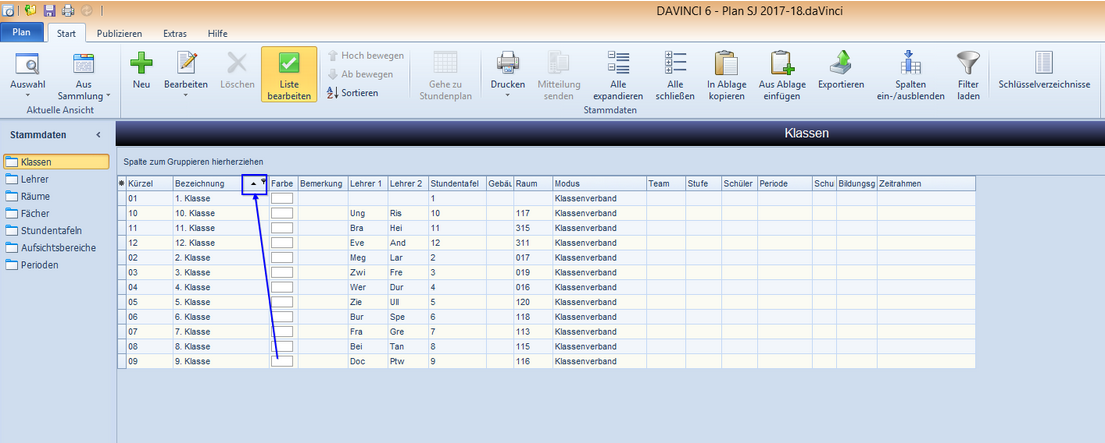 DAVINCI 6 - Plan SJ 2017-18.daVinci
Plan Start Publizieren Extras Hilfe
Auswahl Aus Sammlung Neu Bearbeiten Löschen Liste bearbeiten Hoch bewegen Ab bewegen Sortieren Gehe zu Stundenplan Drucken Mitteilung senden Alle expandieren Alle schließen In Ablage kopieren Aus Ablage einfügen Exportieren Spalten ein-/ausblenden Filter laden Schlüsselverzeichnisse
Aktuelle Ansicht Stammdaten
Stammdaten
Klassen
Lehrer
Räume
Fächer
Stundentafeln
Aufsichtsbereiche
Perioden
Klassen
Spalte zum Gruppieren hierherziehen
Kürzel Bezeichnung Farbe Bemerkung Lehrer 1 Lehrer 2 Stundentafel Gebäu Raum Modus Team Stufe Schüler Periode Schu Bildungsg Zeitrahmen
01 1. Klasse 1 Klassenverband
10 10. Klasse Ung Ris 10 117 Klassenverband
11 11. Klasse Bra Hei 11 315 Klassenverband
12 12. Klasse Eve And 12 311 Klassenverband
02 2. Klasse Meg Lar 2 017 Klassenverband
03 3. Klasse Zwi Fre 3 019 Klassenverband
04 4. Klasse Wer Dur 4 016 Klassenverband
05 5. Klasse Zie Ull 5 120 Klassenverband
06 6. Klasse Bur Spe 6 118 Klassenverband
07 7. Klasse Fra Gre 7 113 Klassenverband
08 8. Klasse Bei Tan 8 115 Klassenverband
09 9. Klasse Doc Ptw 9 116 Klassenverband